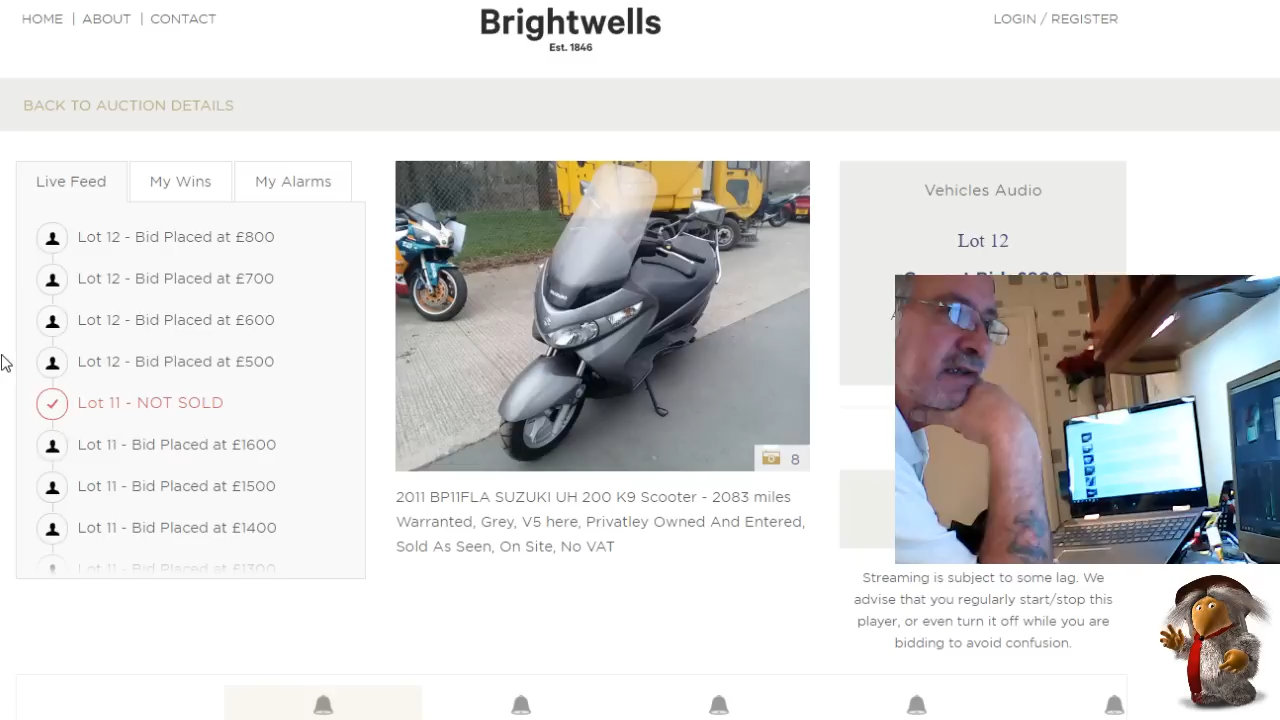 HOME | ABOUT | CONTACT
Brightwells
Est. 1846
LOGIN / REGISTER
BACK TO AUCTION DETAILS
Live Feed
My Wins
My Alarms
Lot 12 - Bid Placed at £800
Lot 12 - Bid Placed at £700
Lot 12 - Bid Placed at £600
Lot 12 - Bid Placed at £500
Lot 11 - NOT SOLD
Lot 11 - Bid Placed at £1600
Lot 11 - Bid Placed at £1500
Lot 11 - Bid Placed at £1400
Lot 11 - Bid Placed at £1300
8
2011 BP11FLA SUZUKI UH 200 K9 Scooter - 2083 miles
Warranted, Grey, V5 here, Privatley Owned And Entered,
Sold As Seen, On Site, No VAT
Vehicles Audio
Lot 12
Streaming is subject to some lag. We
advise that you regularly start/stop this
player, or even turn it off while you are
bidding to avoid confusion.